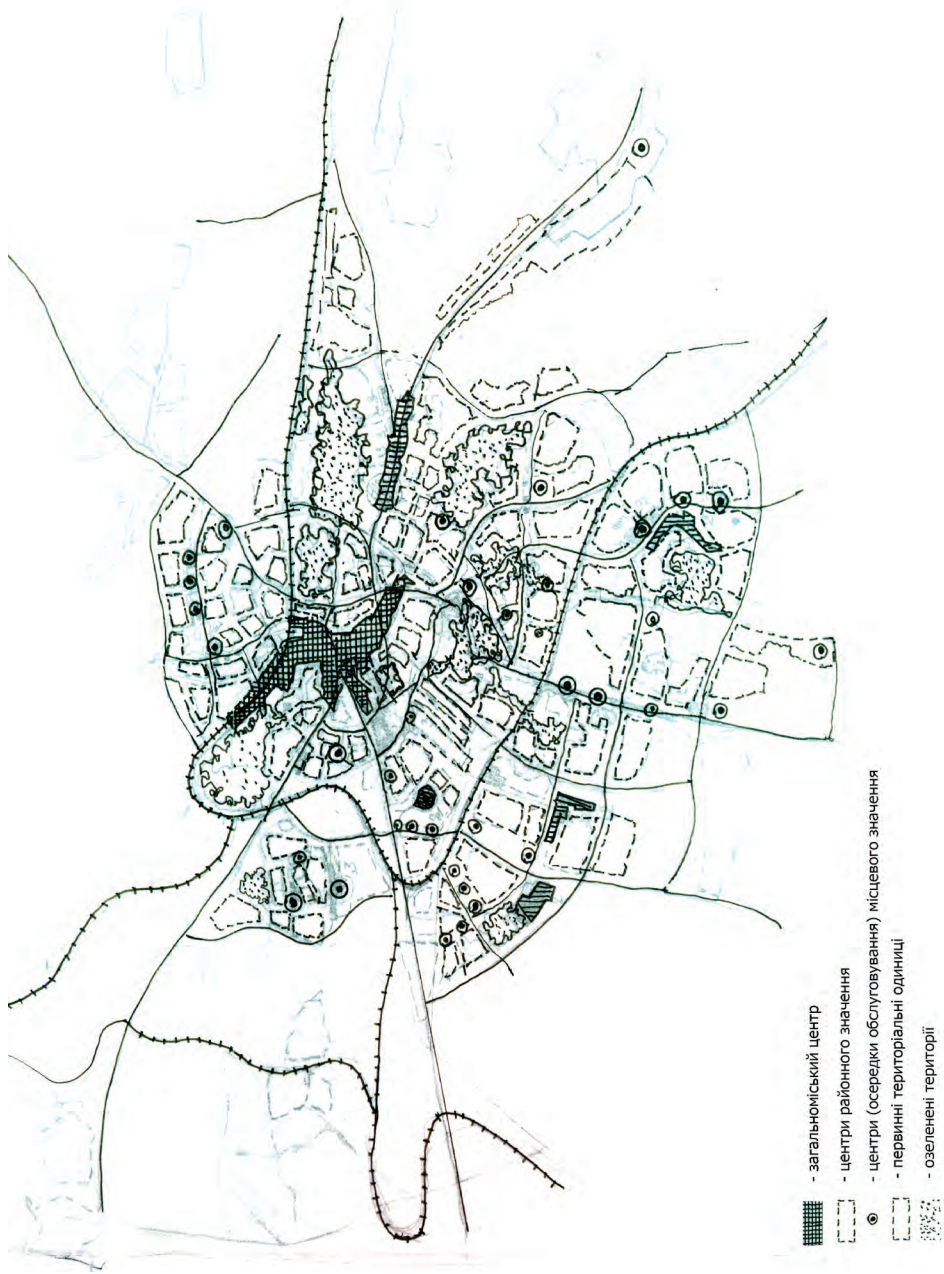 - загальноміський центр
- центри районного значення
- центри (осередки обслуговування) місцевого значення
- первинні територіальні одиниці
- озеленені території